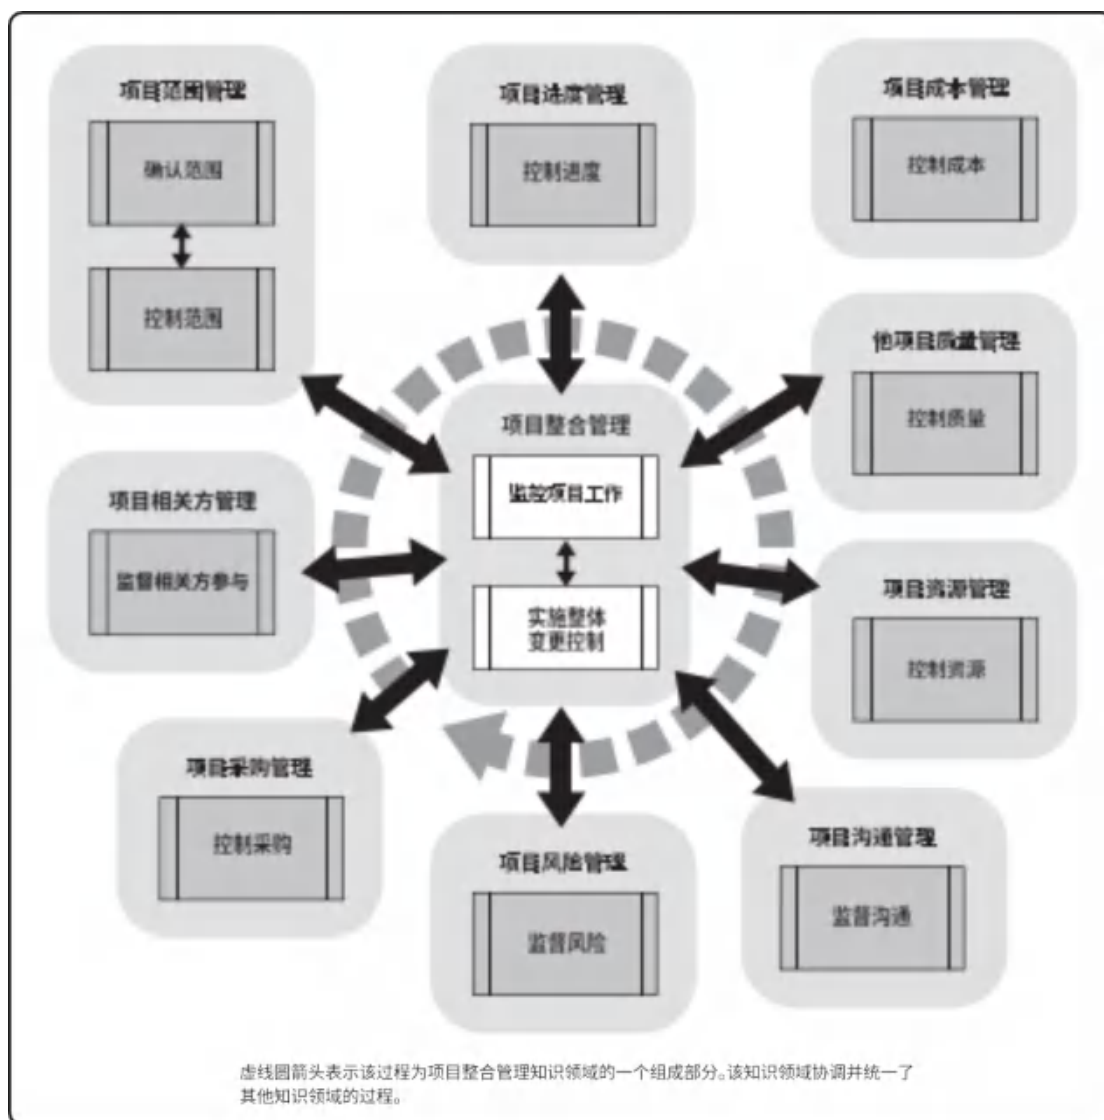 项目范围管理
确认范围
控制范围
项目进度管理
控制进度
项目成本管理
控制成本
他项目质量管理
控制质量
项目整合管理
监控项目工作
实施整体
变更控制
项目相关方管理
监督相关方参与
项目资源管理
控制资源
项目采购管理
控制采购
项目风险管理
监督风险
项目沟通管理
监督沟通
虚线圆箭头表示该过程为项目整合管理知识领域的一个组成部分。该知识领域协调并统一了
其他知识领域的过程。